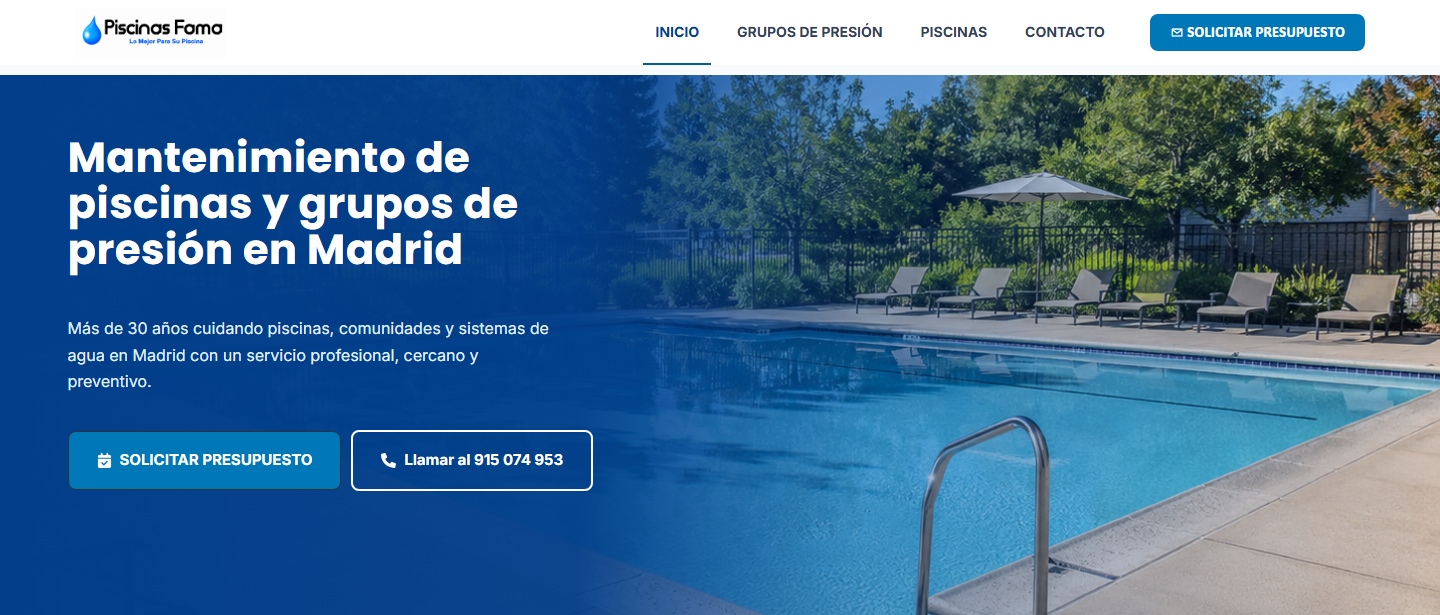 Piscinas Fama
Lo Mejor Para Su Piscina
INICIO
GRUPOS DE PRESIÓN
PISCINAS
CONTACTO
SOLICITAR PRESUPUESTO
Mantenimiento de
piscinas y grupos de
presión en Madrid
Más de 30 años cuidando piscinas, comunidades y sistemas de
agua en Madrid con un servicio profesional, cercano y
preventivo.
SOLICITAR PRESUPUESTO
Llamar al 915 074 953